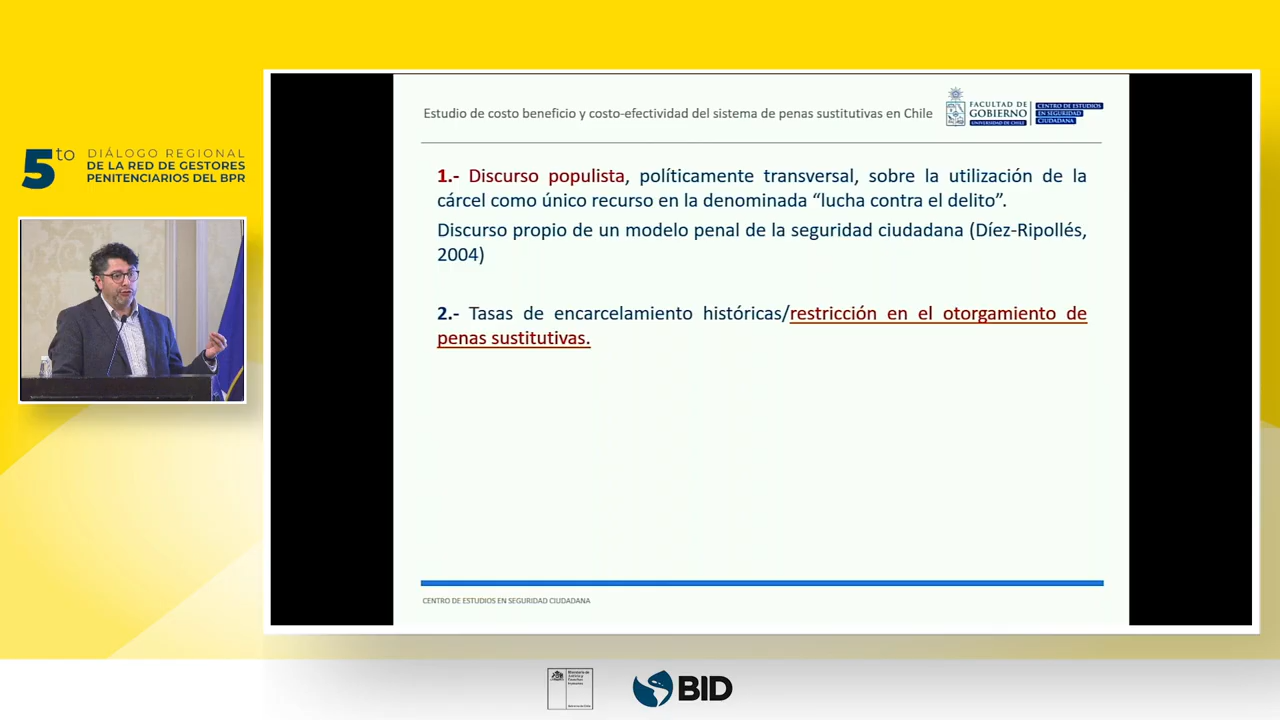 5to DIÁLOGO REGIONAL
DE LA RED DE GESTORES
PENITENCIARIOS DEL BPR
Estudio de costo beneficio y costo-efectividad del sistema de penas sustitutivas en Chile
FACULTAD DE
GOBIERNO
UNIVERSIDAD DE CHILE
CENTRO DE ESTUDIOS
EN SEGURIDAD
CIUDADANA
1.- Discurso populista, políticamente transversal, sobre la utilización de la
cárcel como único recurso en la denominada “lucha contra el delito”.
Discurso propio de un modelo penal de la seguridad ciudadana (Díez-Ripollés,
2004)
2.- Tasas de encarcelamiento históricas/restricción en el otorgamiento de
penas sustitutivas.
CENTRO DE ESTUDIOS EN SEGURIDAD CIUDADANA
BID